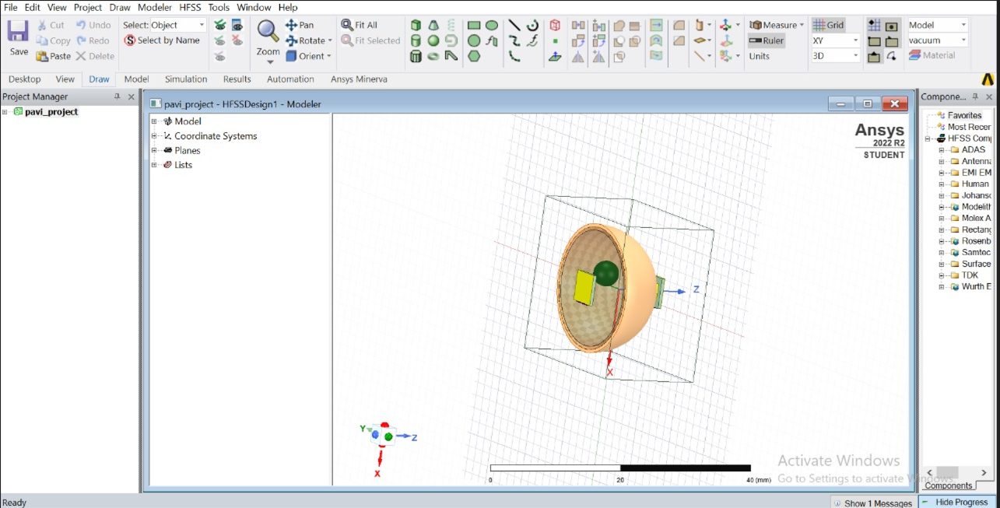 File Edit View Project Draw Modeler HFSS Tools Window Help
Save
Cut Undo
Copy Redo
Paste Delete
Select: Object
Select by Name
Zoom
Pan
Rotate
Orient
Fit All
Fit Selected
Measure
Ruler
Units
Grid
XY
3D
Model
vacuum
Material
Desktop View Draw Model Simulation Results Automation Ansys Minerva
Project Manager
pavi_project
pavi_project - HFSSDesign1 - Modeler
Model
Coordinate Systems
Planes
Lists
Ansys
2022 R2
STUDENT
Z
X
Y
Z
X
0 20 40 (mm)
Activate Windows
Go to Settings to activate Windows.
Compone...
Favorites
Most Recen
HFSS Comp
ADAS
Antenna
EMI EM
Human
Johanso
Modelith
Molex A
Rectang
Rosenb
Samtec
Surface
TDK
Wurth E
Components
Ready
Show 1 Messages
Hide Progress